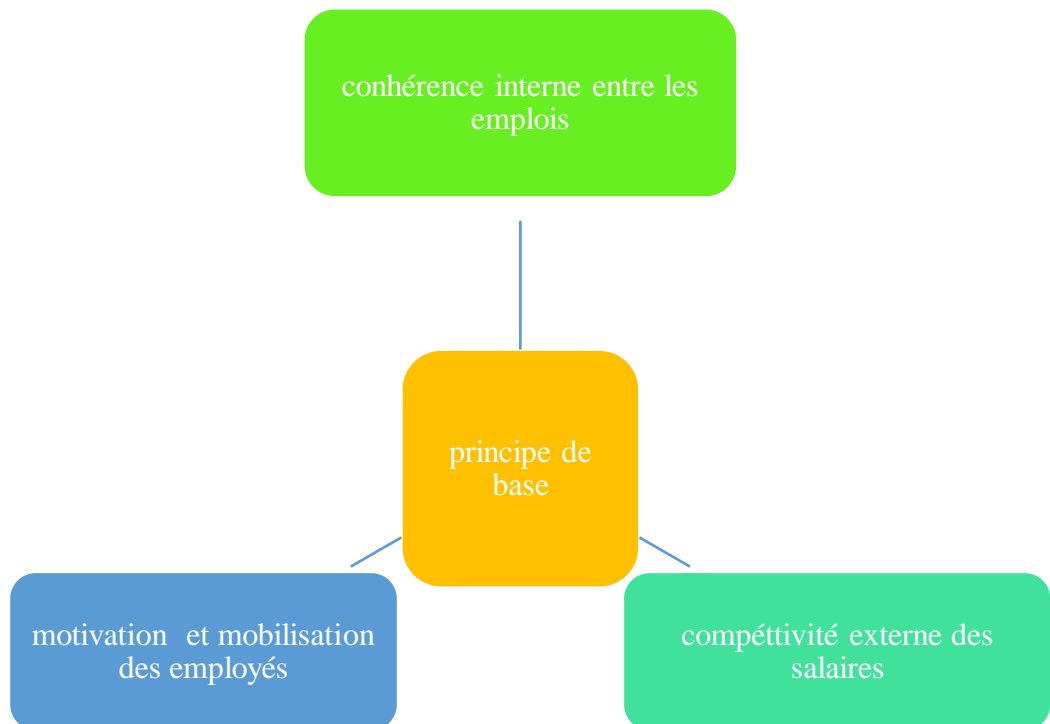 conhérence interne entre les
emplois
principe de
base
motivation et mobilisation
des employés
compéttivité externe des
salaires